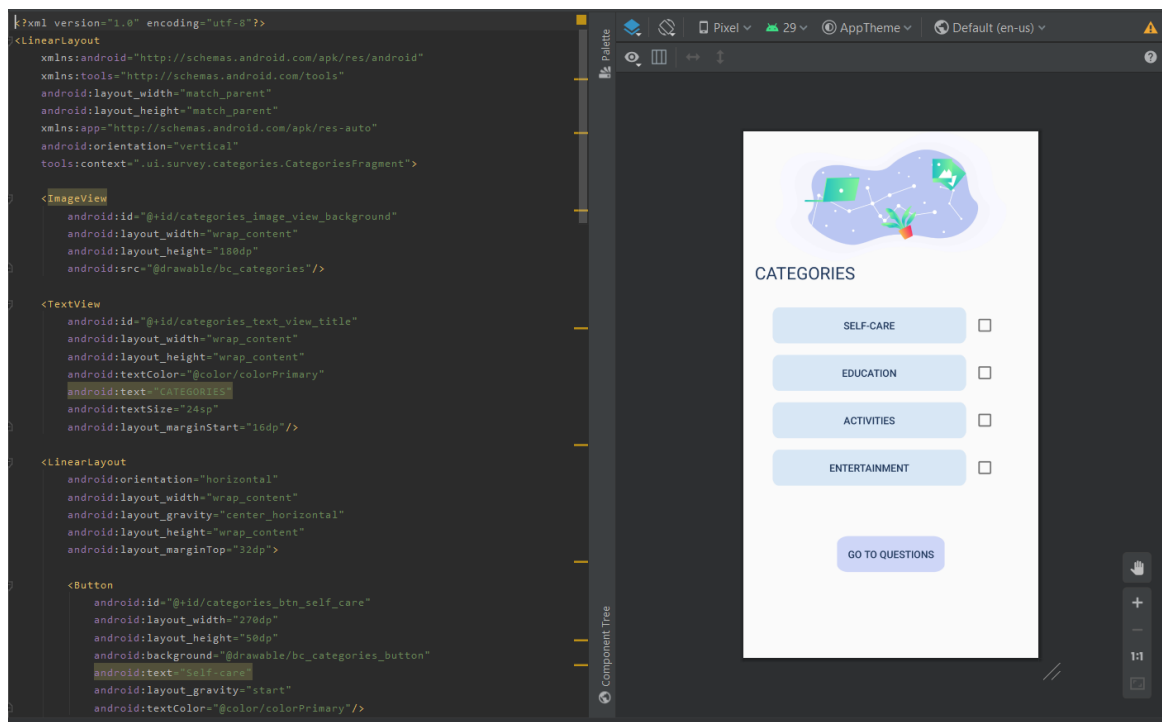 <?xml version="1.0" encoding="utf-8"?>
<LinearLayout
xmlns:android="http://schemas.android.com/apk/res/android"
xmlns:tools="http://schemas.android.com/tools"
android:layout_width="match_parent"
android:layout_height="match_parent"
xmlns:app="http://schemas.android.com/apk/res-auto"
android:orientation="vertical"
tools:context=".ui.survey.categories.CategoriesFragment">
<ImageView
android:id="@+id/categories_image_view_background"
android:layout_width="wrap_content"
android:layout_height="180dp"
android:src="@drawable/bc_categories"/>
<TextView
android:id="@+id/categories_text_view_title"
android:layout_width="wrap_content"
android:layout_height="wrap_content"
android:textColor="@color/colorPrimary"
android:text="CATEGORIES"
android:textSize="24sp"
android:layout_marginStart="16dp"/>
<LinearLayout
android:orientation="horizontal"
android:layout_width="wrap_content"
android:layout_gravity="center_horizontal"
android:layout_height="wrap_content"
android:layout_marginTop="32dp">
<Button
android:id="@+id/categories_btn_self_care"
android:layout_width="270dp"
android:layout_height="50dp"
android:background="@drawable/bc_categories_button"
android:text="Self-care"
android:layout_gravity="start"
android:textColor="@color/colorPrimary"/>
Palette
Component Tree
Pixel 29 AppTheme Default (en-us)
?
CATEGORIES
SELF-CARE
EDUCATION
ACTIVITIES
ENTERTAINMENT
GO TO QUESTIONS
1:1